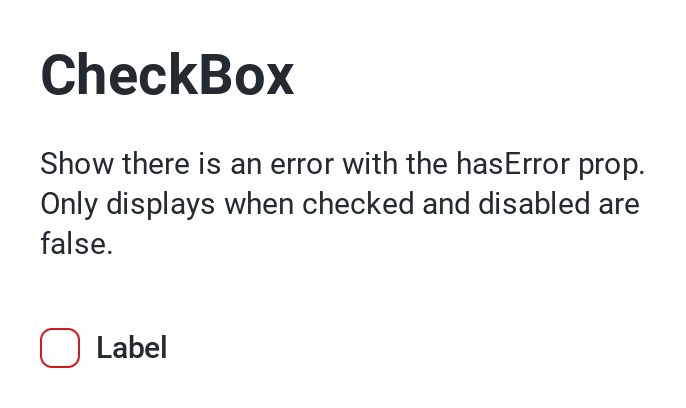 CheckBox
Show there is an error with the hasError prop.
Only displays when checked and disabled are
false.
Label